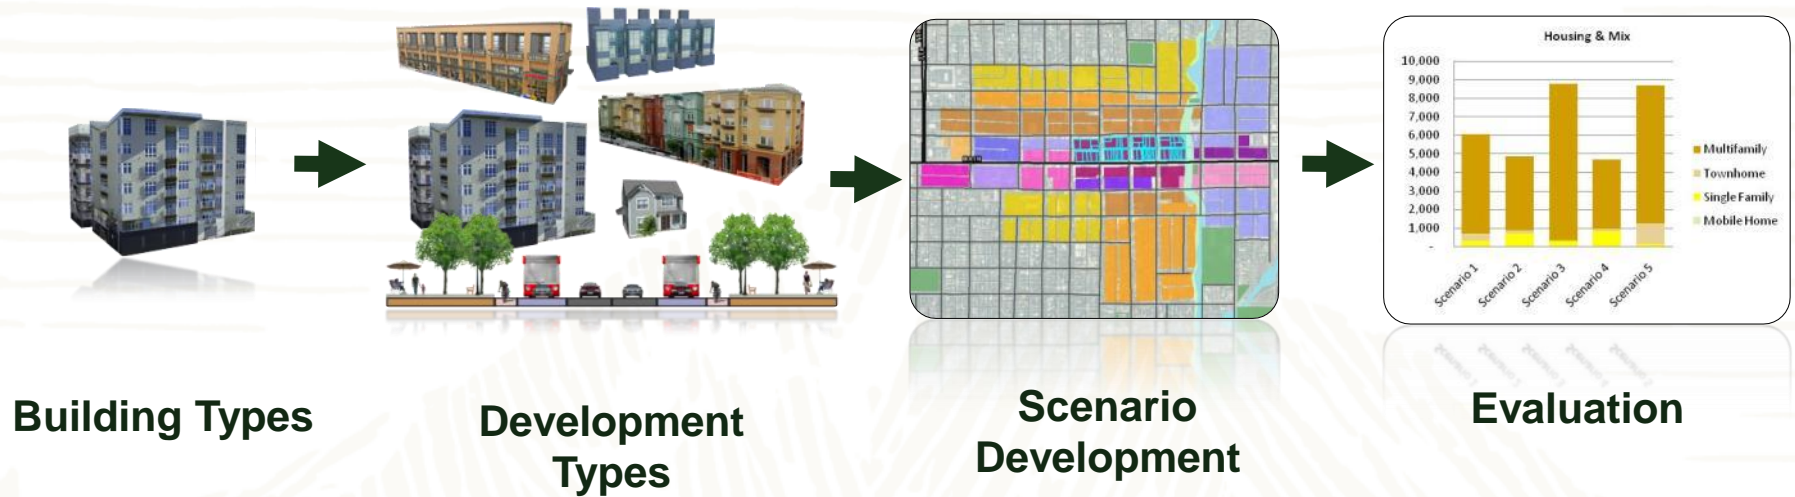 Housing & Mix
10,000
9,000
8,000
7,000
6,000
5,000
4,000
3,000
2,000
1,000
-
Multifamily
Townhome
Single Family
Mobile Home
Scenario 1
Scenario 2
Scenario 3
Scenario 4
Scenario 5
Building Types
Development
Types
Scenario
Development
Evaluation